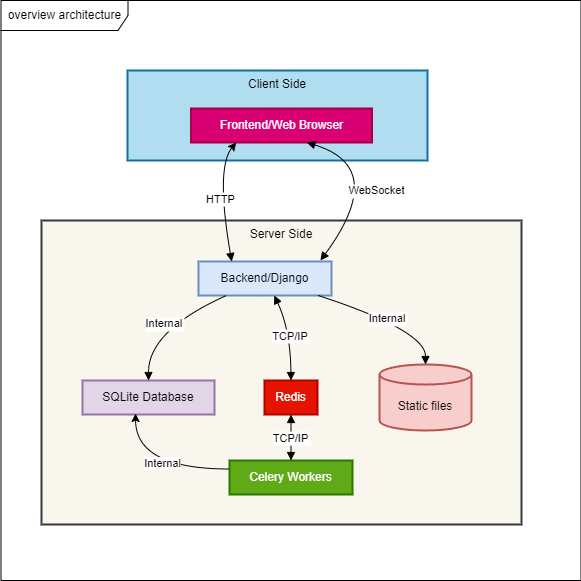 overview architecture
Client Side
Frontend/Web Browser
HTTP
WebSocket
Server Side
Backend/Django
Internal
TCP/IP
Internal
SQLite Database
Redis
Static files
TCP/IP
Internal
Celery Workers